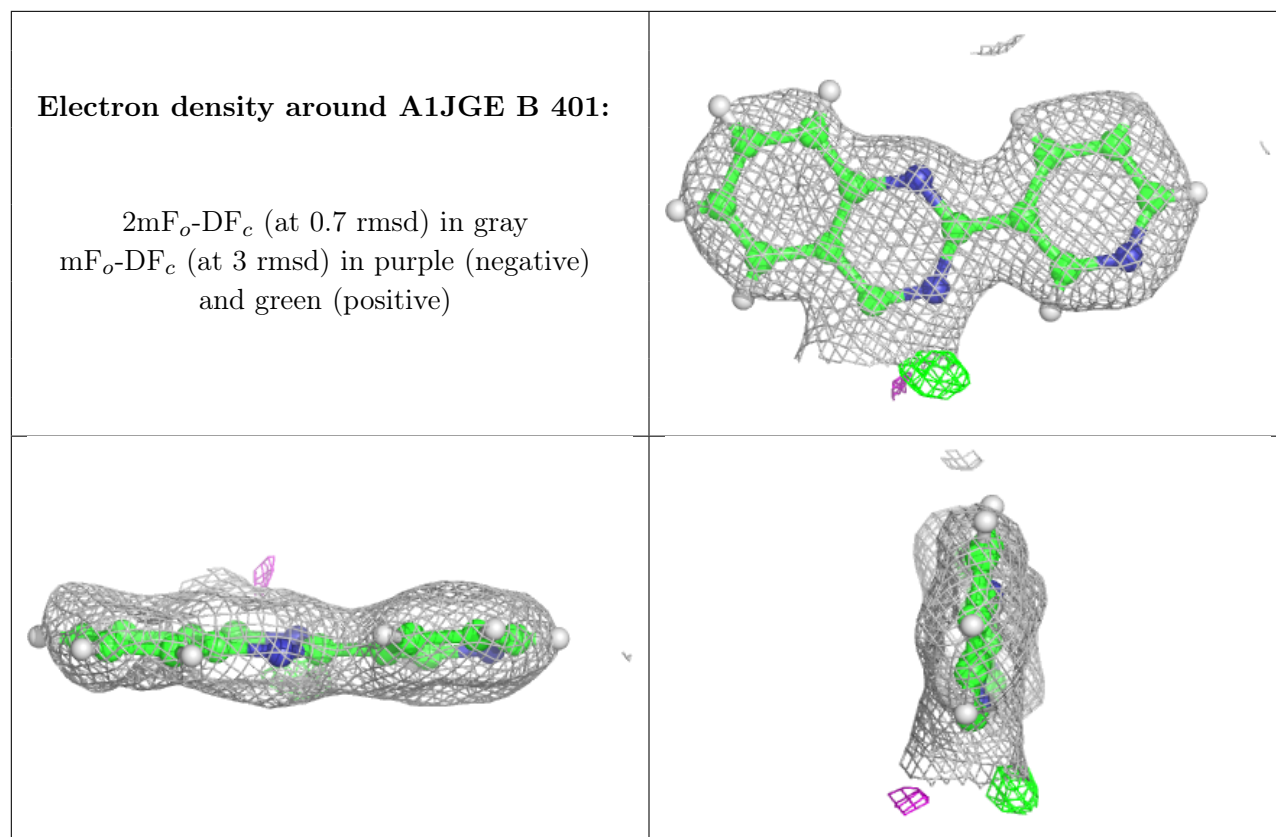 Electron density around A1JGE B 401:
2mFo-DFc (at 0.7 rmsd) in gray
mFo-DFc (at 3 rmsd) in purple (negative)
and green (positive)